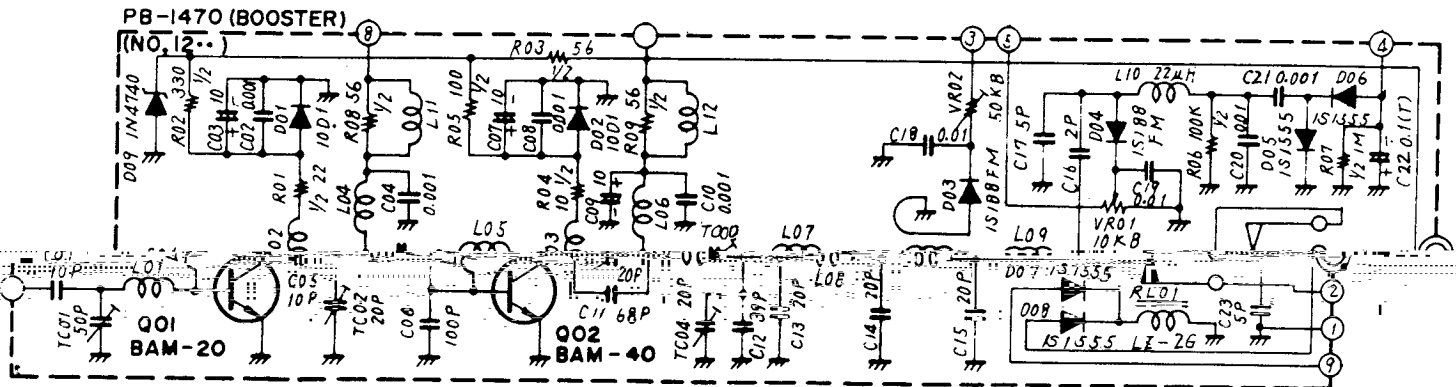 PB-1470 (BOOSTER)
(NO. 12··)
8
3
5
4
R03 56
1/2
D09 1N4740
R02 330
1/2
C03 10
C02 0.001
D01
10D1
R08 56
1/2
L11
R05 100
1/2
C07 10
C08
0.001
D02
10D1
R09 56
1/2
L12
R01
1/2 22
L04
C04
0.001
R04
10 1/2
C09 10
L06
C10
0.001
C18 0.01
VR02
50KB
D03
1S188FM
L10 22μH
C17 5P
C16 2P
D04
1S188
FM
R06 100K
1/2
C20 0.001
C21 0.001
D05
1S1555
D06
1S1555
R07
1/2 1M
C22 0.1(T)
C19
0.01
VR01
10KB
10P
L01
TC01
50P
Q01
BAM-20
C05
10P
TC02
20P
L05
C06
100P
Q02
BAM-40
20P
C11 68P
TC04 20P
C12 39P
C13 20P
L07
L08
C14 20P
C15 20P
L09
D07 1S1555
D08
1S1555
RL01
LZ-2G
C23
5P
2
1
9